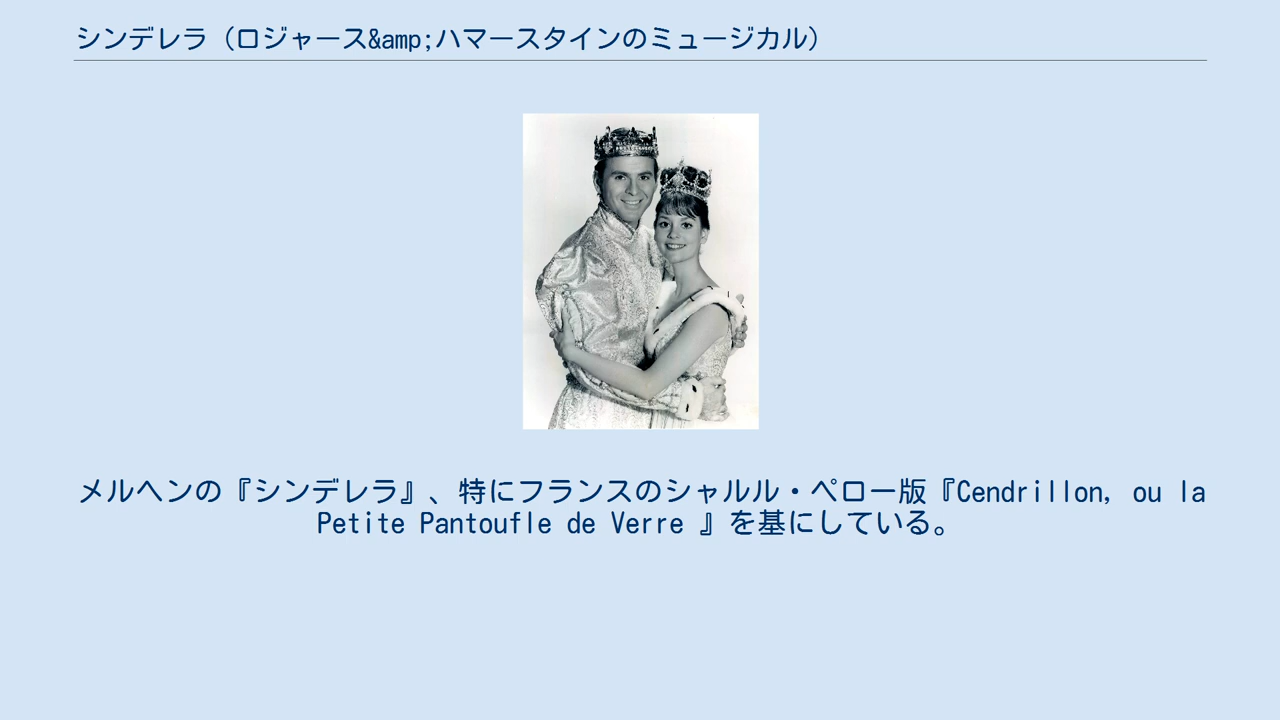 シンデレラ（ロジャース&amp;ハマースタインのミュージカル）
メルヘンの『シンデレラ』、特にフランスのシャルル・ペロー版『Cendrillon, ou la
Petite Pantoufle de Verre 』を基にしている。